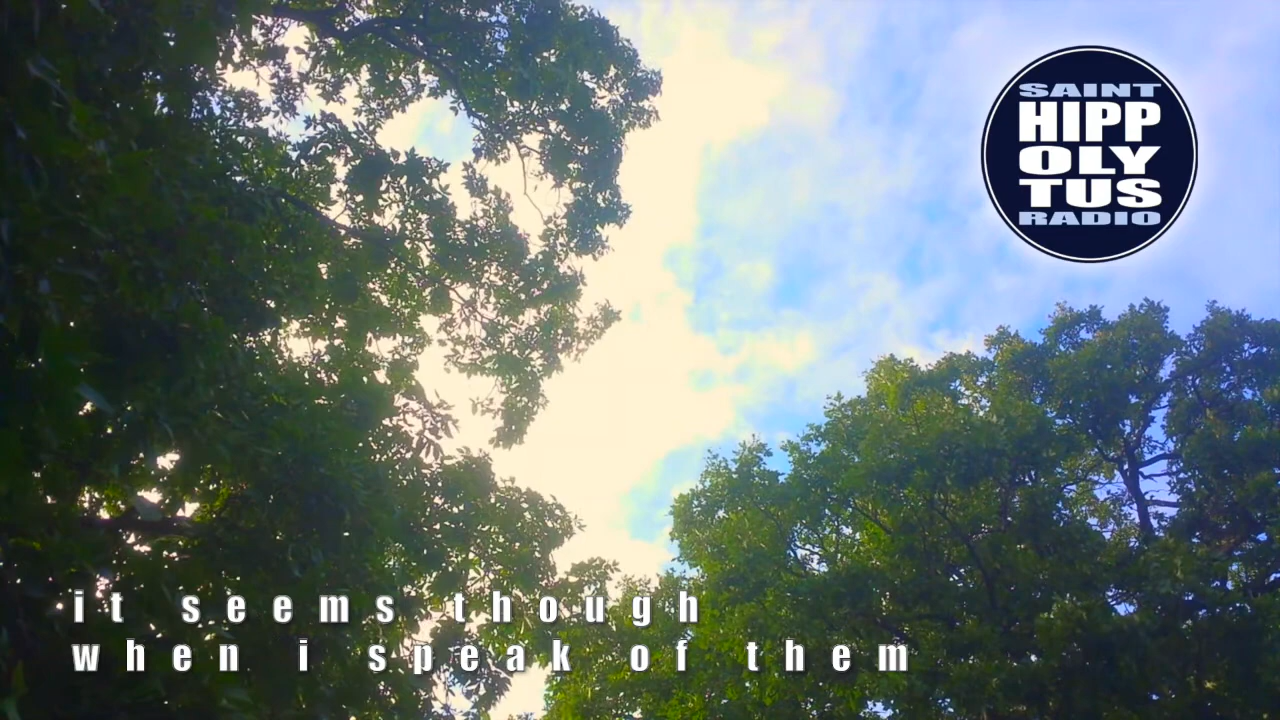 SAINT
HIPP
OLY
TUS
RADIO
it seems though
when i speak of them